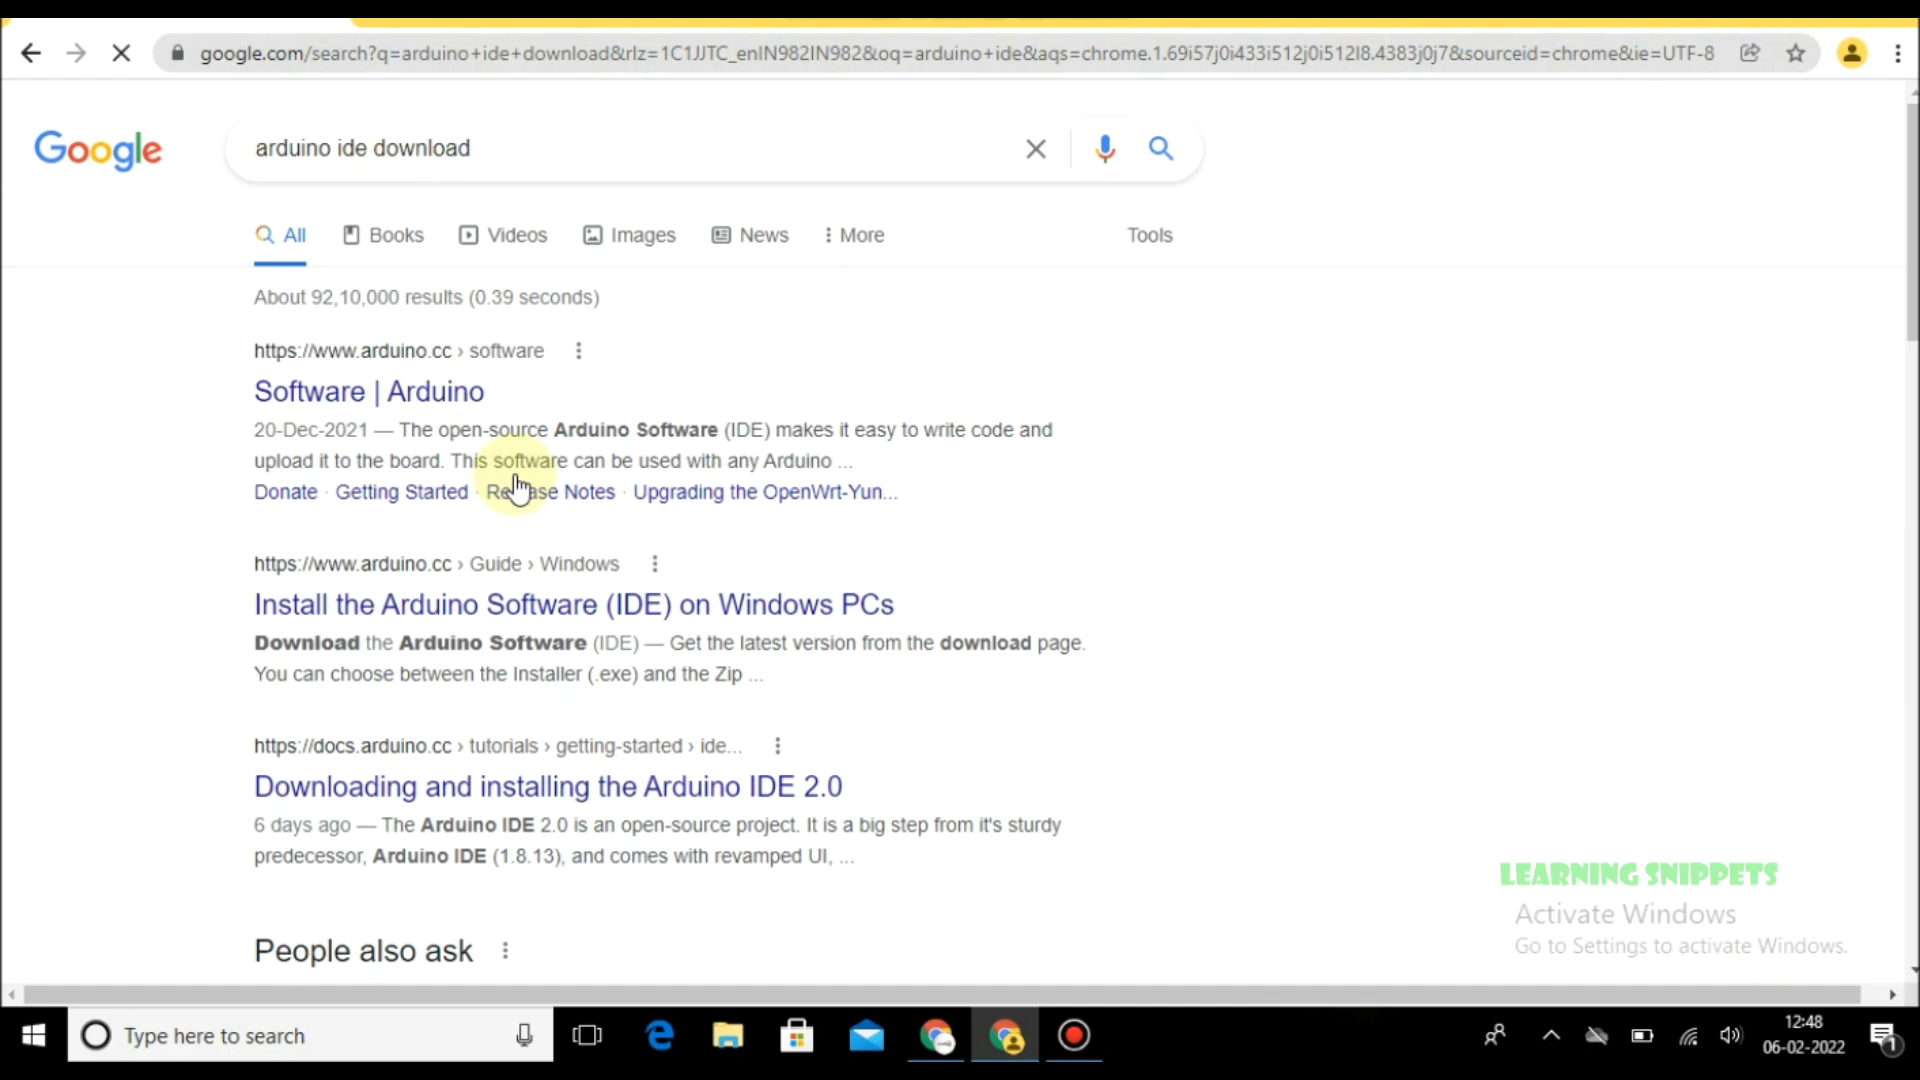 google.com/search?q=arduino+ide+download&rlz=1C1JJTC_enIN982IN982&oq=arduino+ide&aqs=chrome.1.69i57j0i433i512j0i512l8.4383j0j7&sourceid=chrome&ie=UTF-8
Google
arduino ide download
All Books Videos Images News More Tools
About 92,10,000 results (0.39 seconds)
https://www.arduino.cc › software
Software | Arduino
20-Dec-2021 — The open-source Arduino Software (IDE) makes it easy to write code and
upload it to the board. This software can be used with any Arduino ...
Donate · Getting Started · Release Notes · Upgrading the OpenWrt-Yun...
https://www.arduino.cc › Guide › Windows
Install the Arduino Software (IDE) on Windows PCs
Download the Arduino Software (IDE) — Get the latest version from the download page.
You can choose between the Installer (.exe) and the Zip ...
https://docs.arduino.cc › tutorials › getting-started › ide...
Downloading and installing the Arduino IDE 2.0
6 days ago — The Arduino IDE 2.0 is an open-source project. It is a big step from it's sturdy
predecessor, Arduino IDE (1.8.13), and comes with revamped UI, ...
People also ask
LEARNING SNIPPETS
Activate Windows
Go to Settings to activate Windows.
Type here to search
12:48
06-02-2022
1